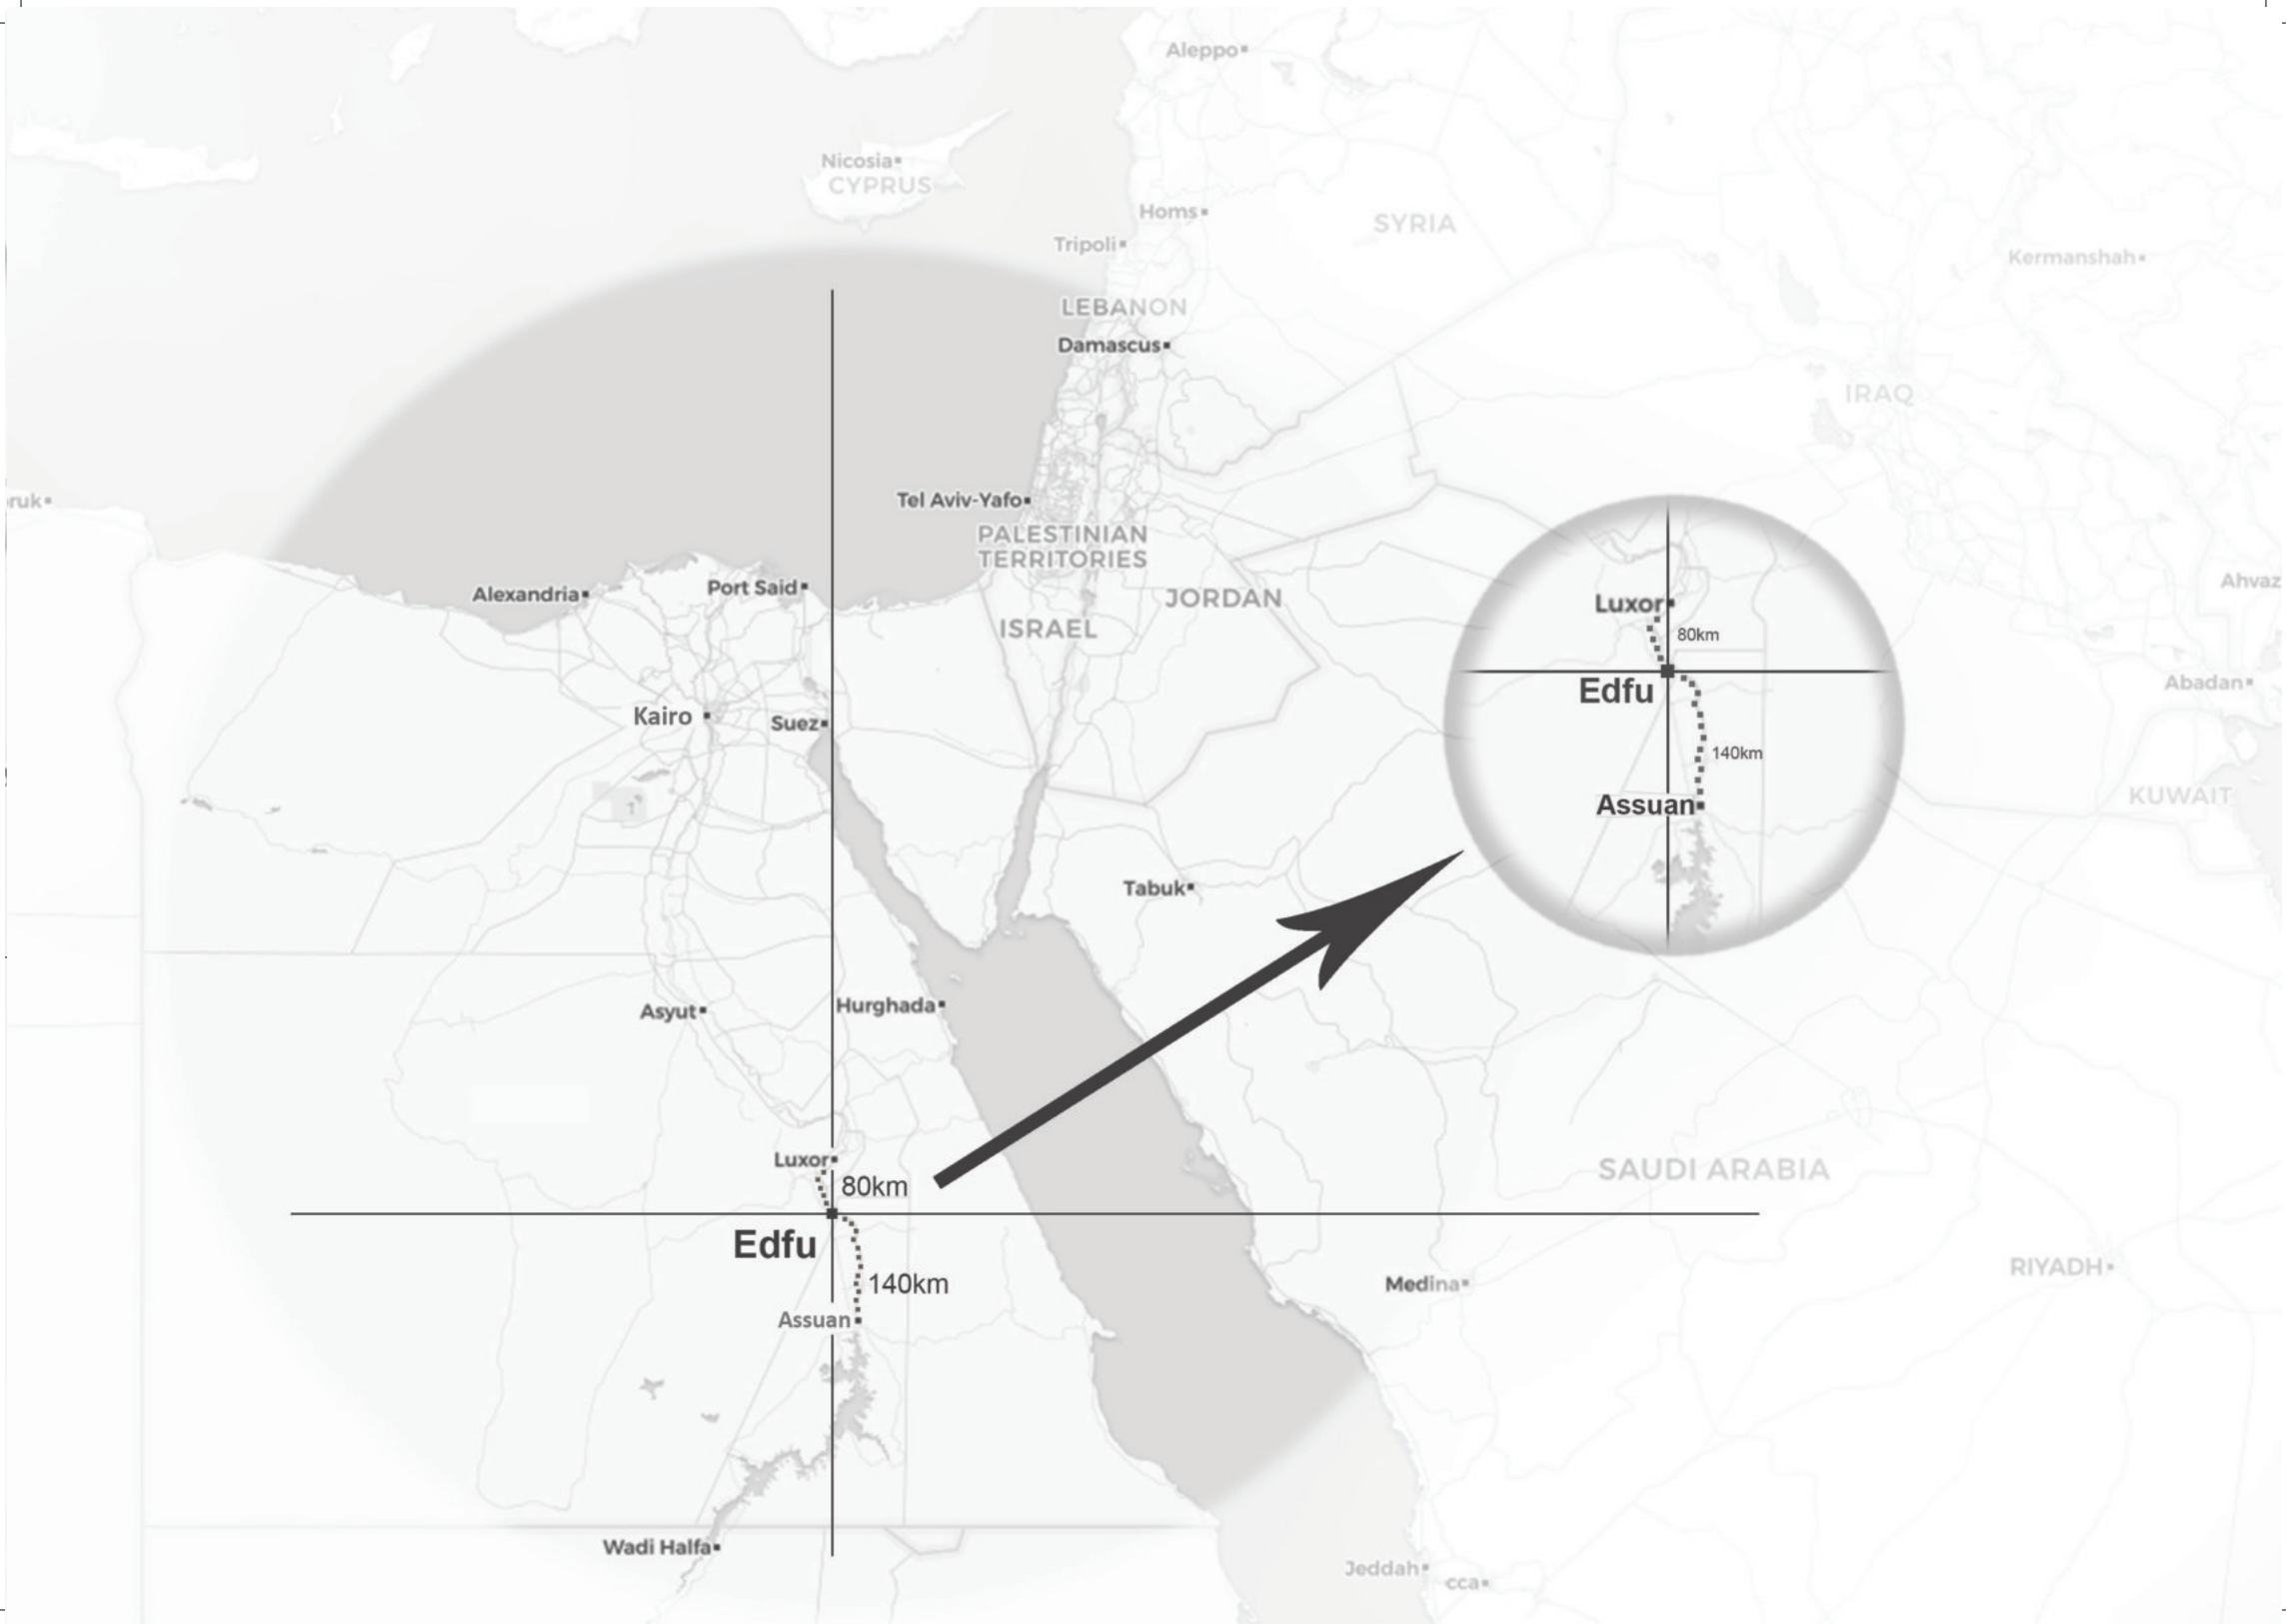 Aleppo
Nicosia
CYPRUS
Homs
SYRIA
Tripoli
Kermanshah
LEBANON
Damascus
IRAQ
ruk
Tel Aviv-Yafo
PALESTINIAN
TERRITORIES
Alexandria
Port Said
JORDAN
ISRAEL
Ahvaz
Luxor
80km
Edfu
Abadan
Kairo
Suez
140km
Assuan
KUWAIT
Tabuk
Asyut
Hurghada
Luxor
80km
SAUDI ARABIA
Edfu
140km
Medina
RIYADH
Assuan
Wadi Halfa
Jeddah
cca